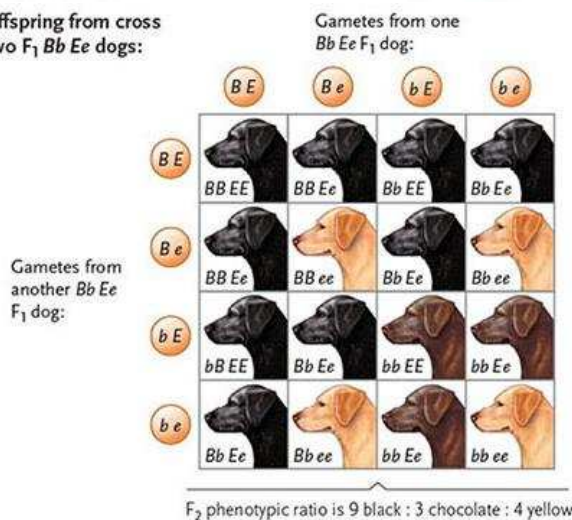 ffspring from cross
wo F1 Bb Ee dogs:
Gametes from one
Bb Ee F1 dog:
B E B e b E b e
B E
BB EE BB Ee Bb EE Bb Ee
B e
BB Ee BB ee Bb Ee Bb ee
Gametes from
another Bb Ee
F1 dog:
b E
bB EE Bb Ee bb EE bb Ee
b e
Bb Ee Bb ee bb Ee bb ee
F2 phenotypic ratio is 9 black : 3 chocolate : 4 yellow